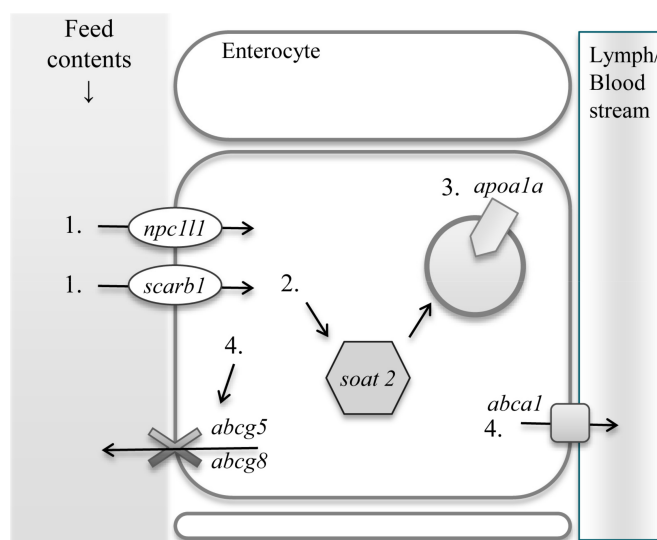 Feed
contents
↓
Enterocyte
Lymph/
Blood
stream
3. apoa1a
1. npc1l1
1. scarb1
2.
4.
soat 2
abcg5
abcg8
abca1
4.